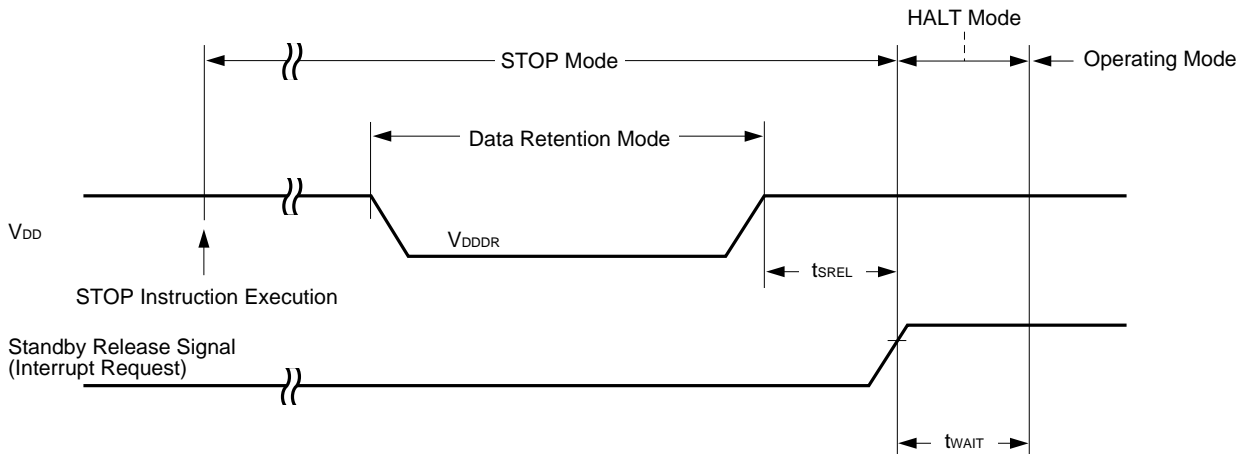 HALT Mode
STOP Mode
Operating Mode
Data Retention Mode
VDD
VDDDR
tSREL
STOP Instruction Execution
Standby Release Signal
(Interrupt Request)
tWAIT